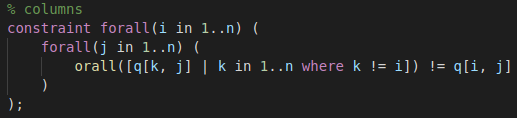 % columns
constraint forall(i in 1..n) (
    forall(j in 1..n) (
        orall([q[k, j] | k in 1..n where k != i]) != q[i, j]
    )
);